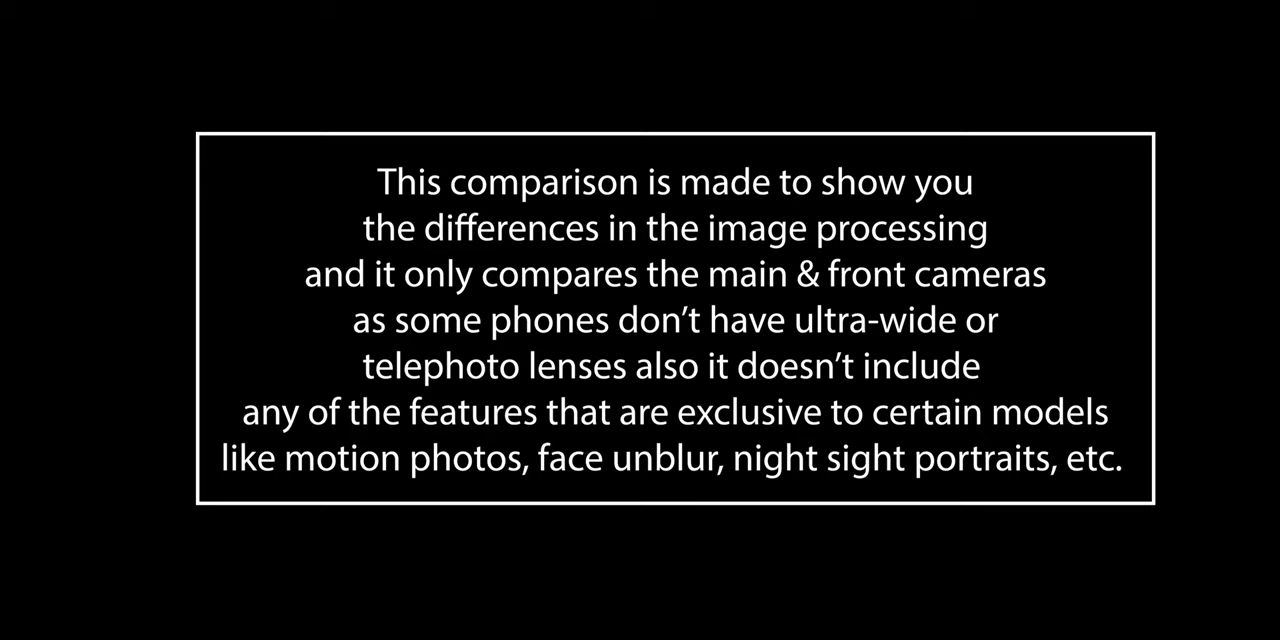 This comparison is made to show you
the differences in the image processing
and it only compares the main & front cameras
as some phones don’t have ultra-wide or
telephoto lenses also it doesn’t include
any of the features that are exclusive to certain models
like motion photos, face unblur, night sight portraits, etc.